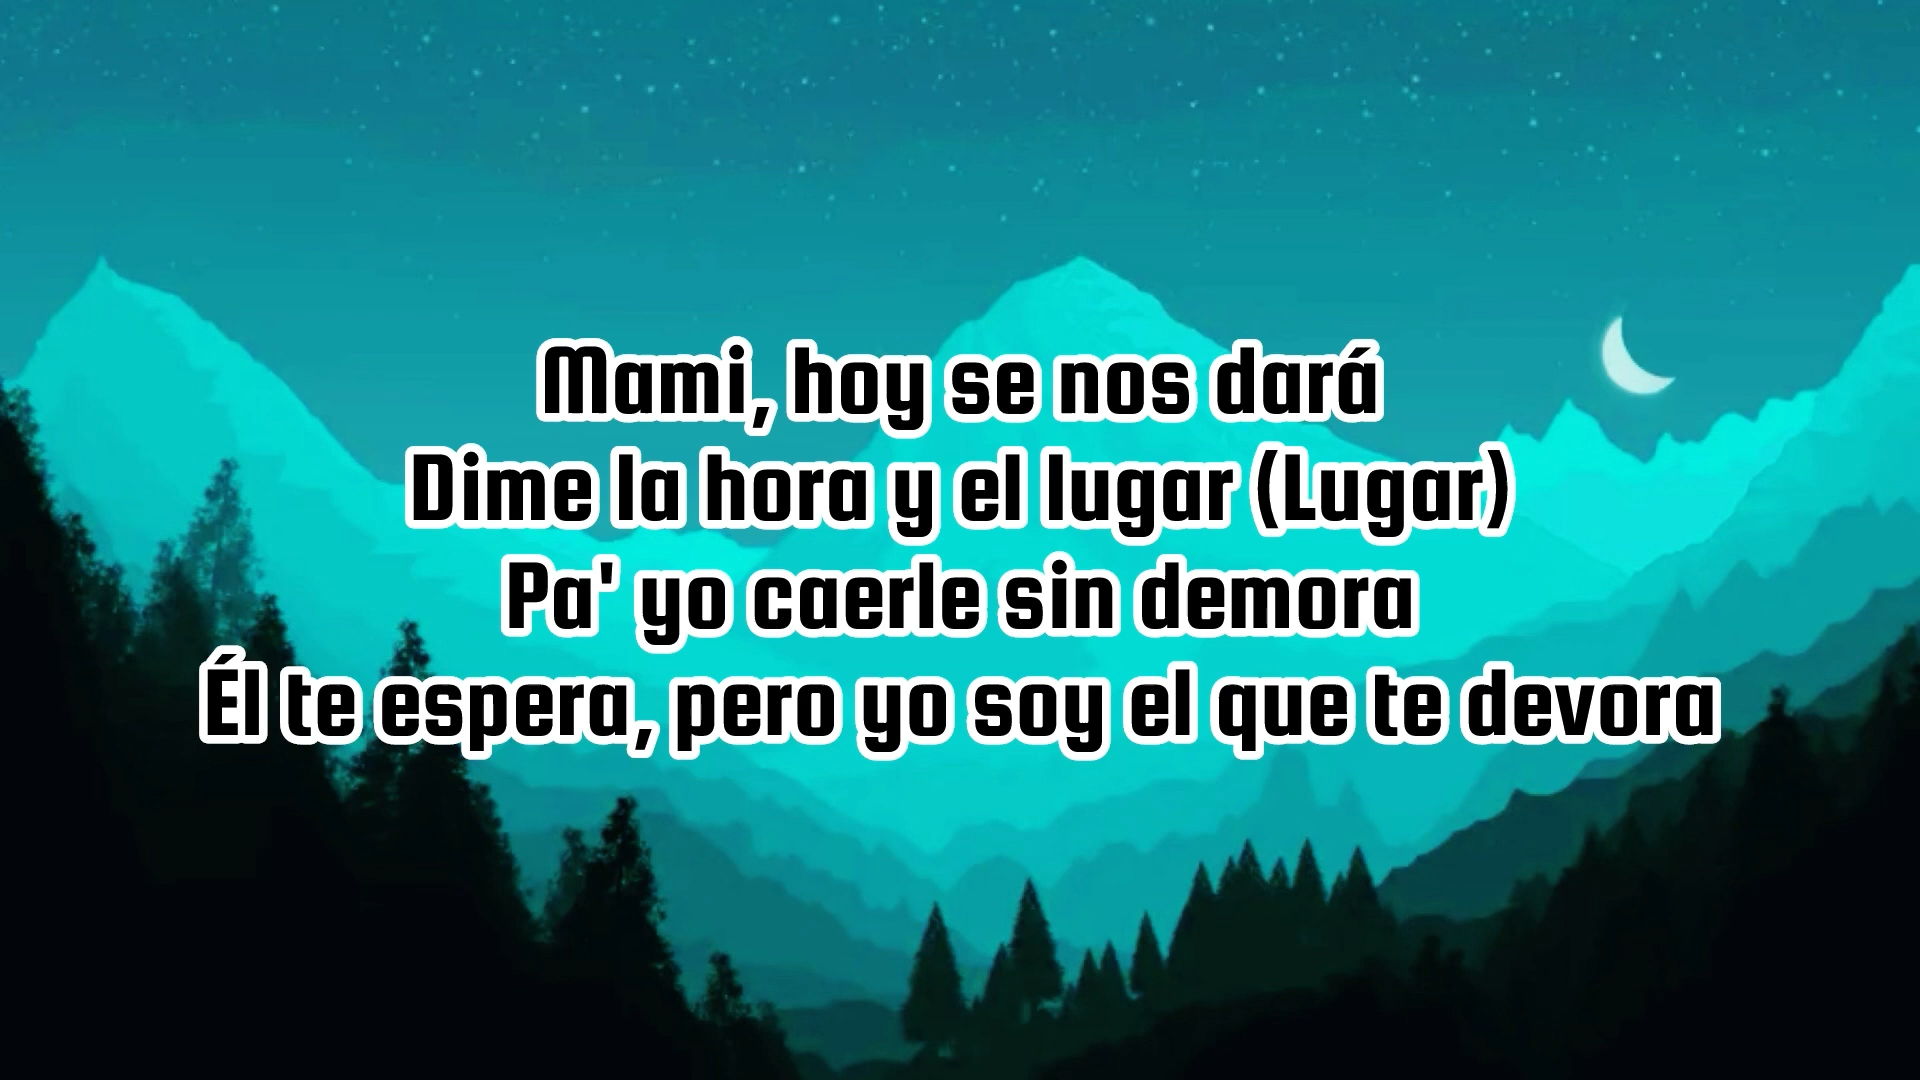 Mami, hoy se nos dará
Dime la hora y el lugar (Lugar)
Pa' yo caerle sin demora
Él te espera, pero yo soy el que te devora